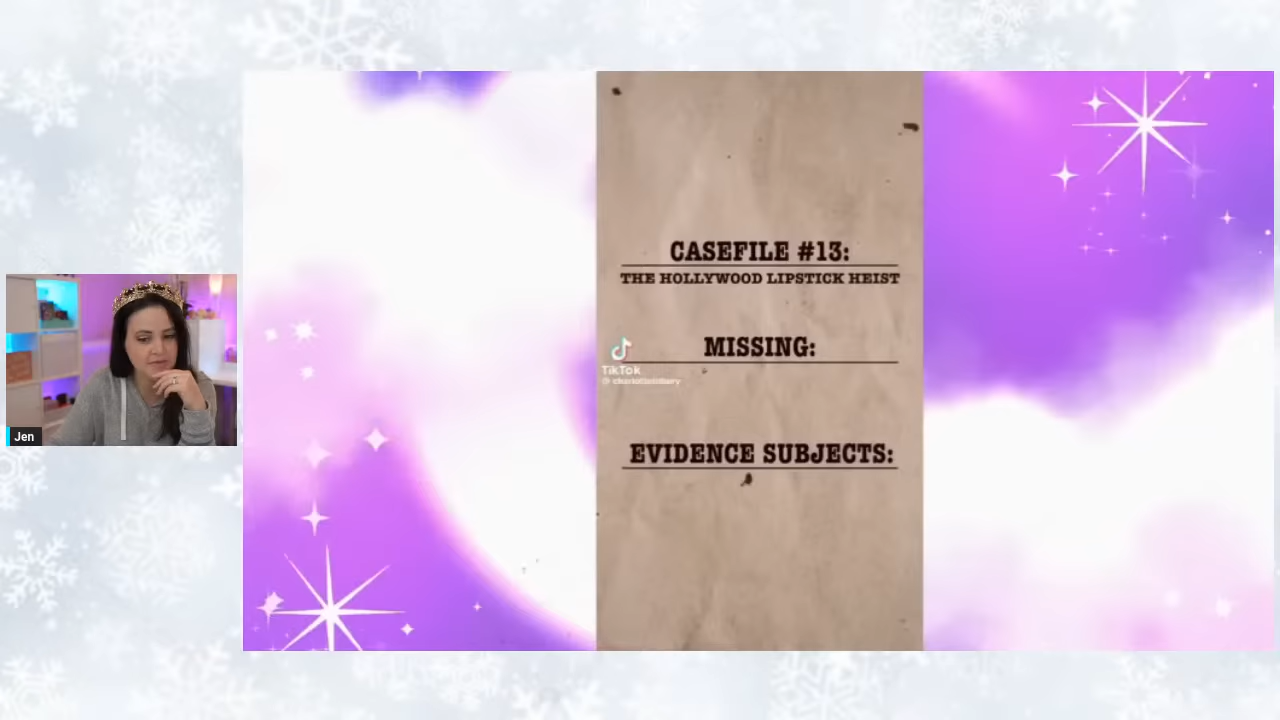 CASEFILE #13:
THE HOLLYWOOD LIPSTICK HEIST
MISSING:
TikTok
EVIDENCE SUBJECTS:
Jen